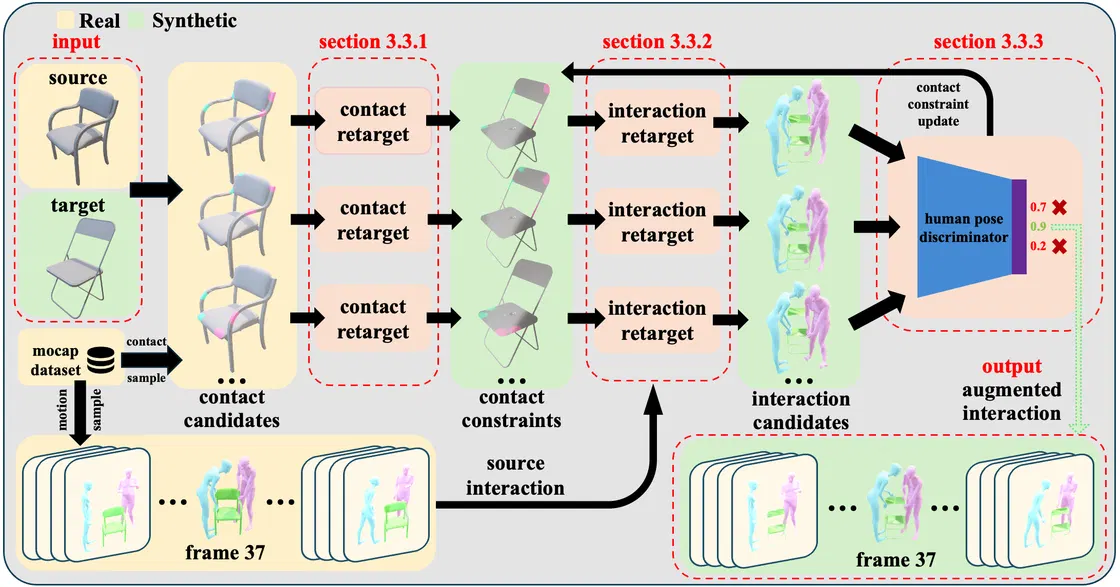 Real
Synthetic
input
section 3.3.1
section 3.3.2
section 3.3.3
source
target
contact
retarget
contact
retarget
contact
retarget
interaction
retarget
interaction
retarget
interaction
retarget
contact
constraint
update
human pose
discriminator
0.7
0.9
0.2
mocap
dataset
contact
sample
motion
sample
contact
candidates
contact
constraints
interaction
candidates
output
augmented
interaction
source
interaction
frame 37
frame 37